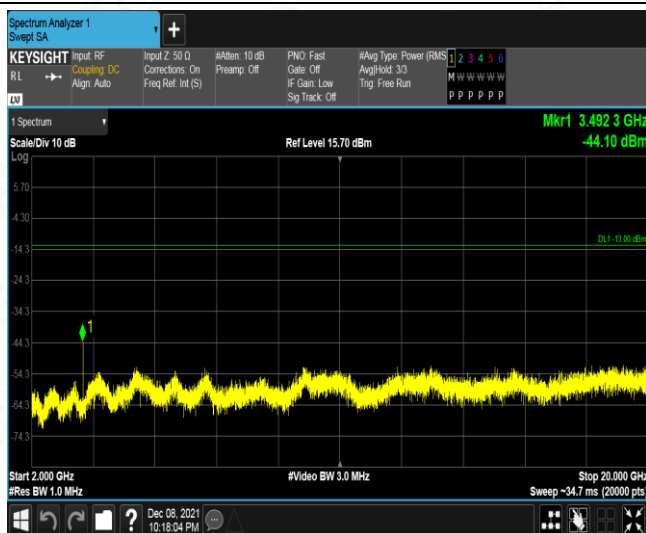 Spectrum Analyzer 1
Swept SA
KEYSIGHT
RL
LXI
Input: RF
Coupling: DC
Align: Auto
Input Z: 50 Ω
Corrections: On
Freq Ref: Int (S)
#Atten: 10 dB
Preamp: Off
PNO: Fast
Gate: Off
IF Gain: Low
Sig Track: Off
#Avg Type: Power (RMS
Avg|Hold: 3/3
Trig: Free Run
1 2 3 4 5 6
M W W W W W
P P P P P P
1 Spectrum
Mkr1 3.492 3 GHz
Scale/Div 10 dB
Ref Level 15.70 dBm
-44.10 dBm
Log
5.70
-4.30
DL1 -13.00 dBm
-14.3
-24.3
-34.3
1
-44.3
-54.3
-64.3
-74.3
Start 2.000 GHz
#Video BW 3.0 MHz
Stop 20.000 GHz
#Res BW 1.0 MHz
Sweep ~34.7 ms (20000 pts)
?
Dec 08, 2021
10:18:04 PM